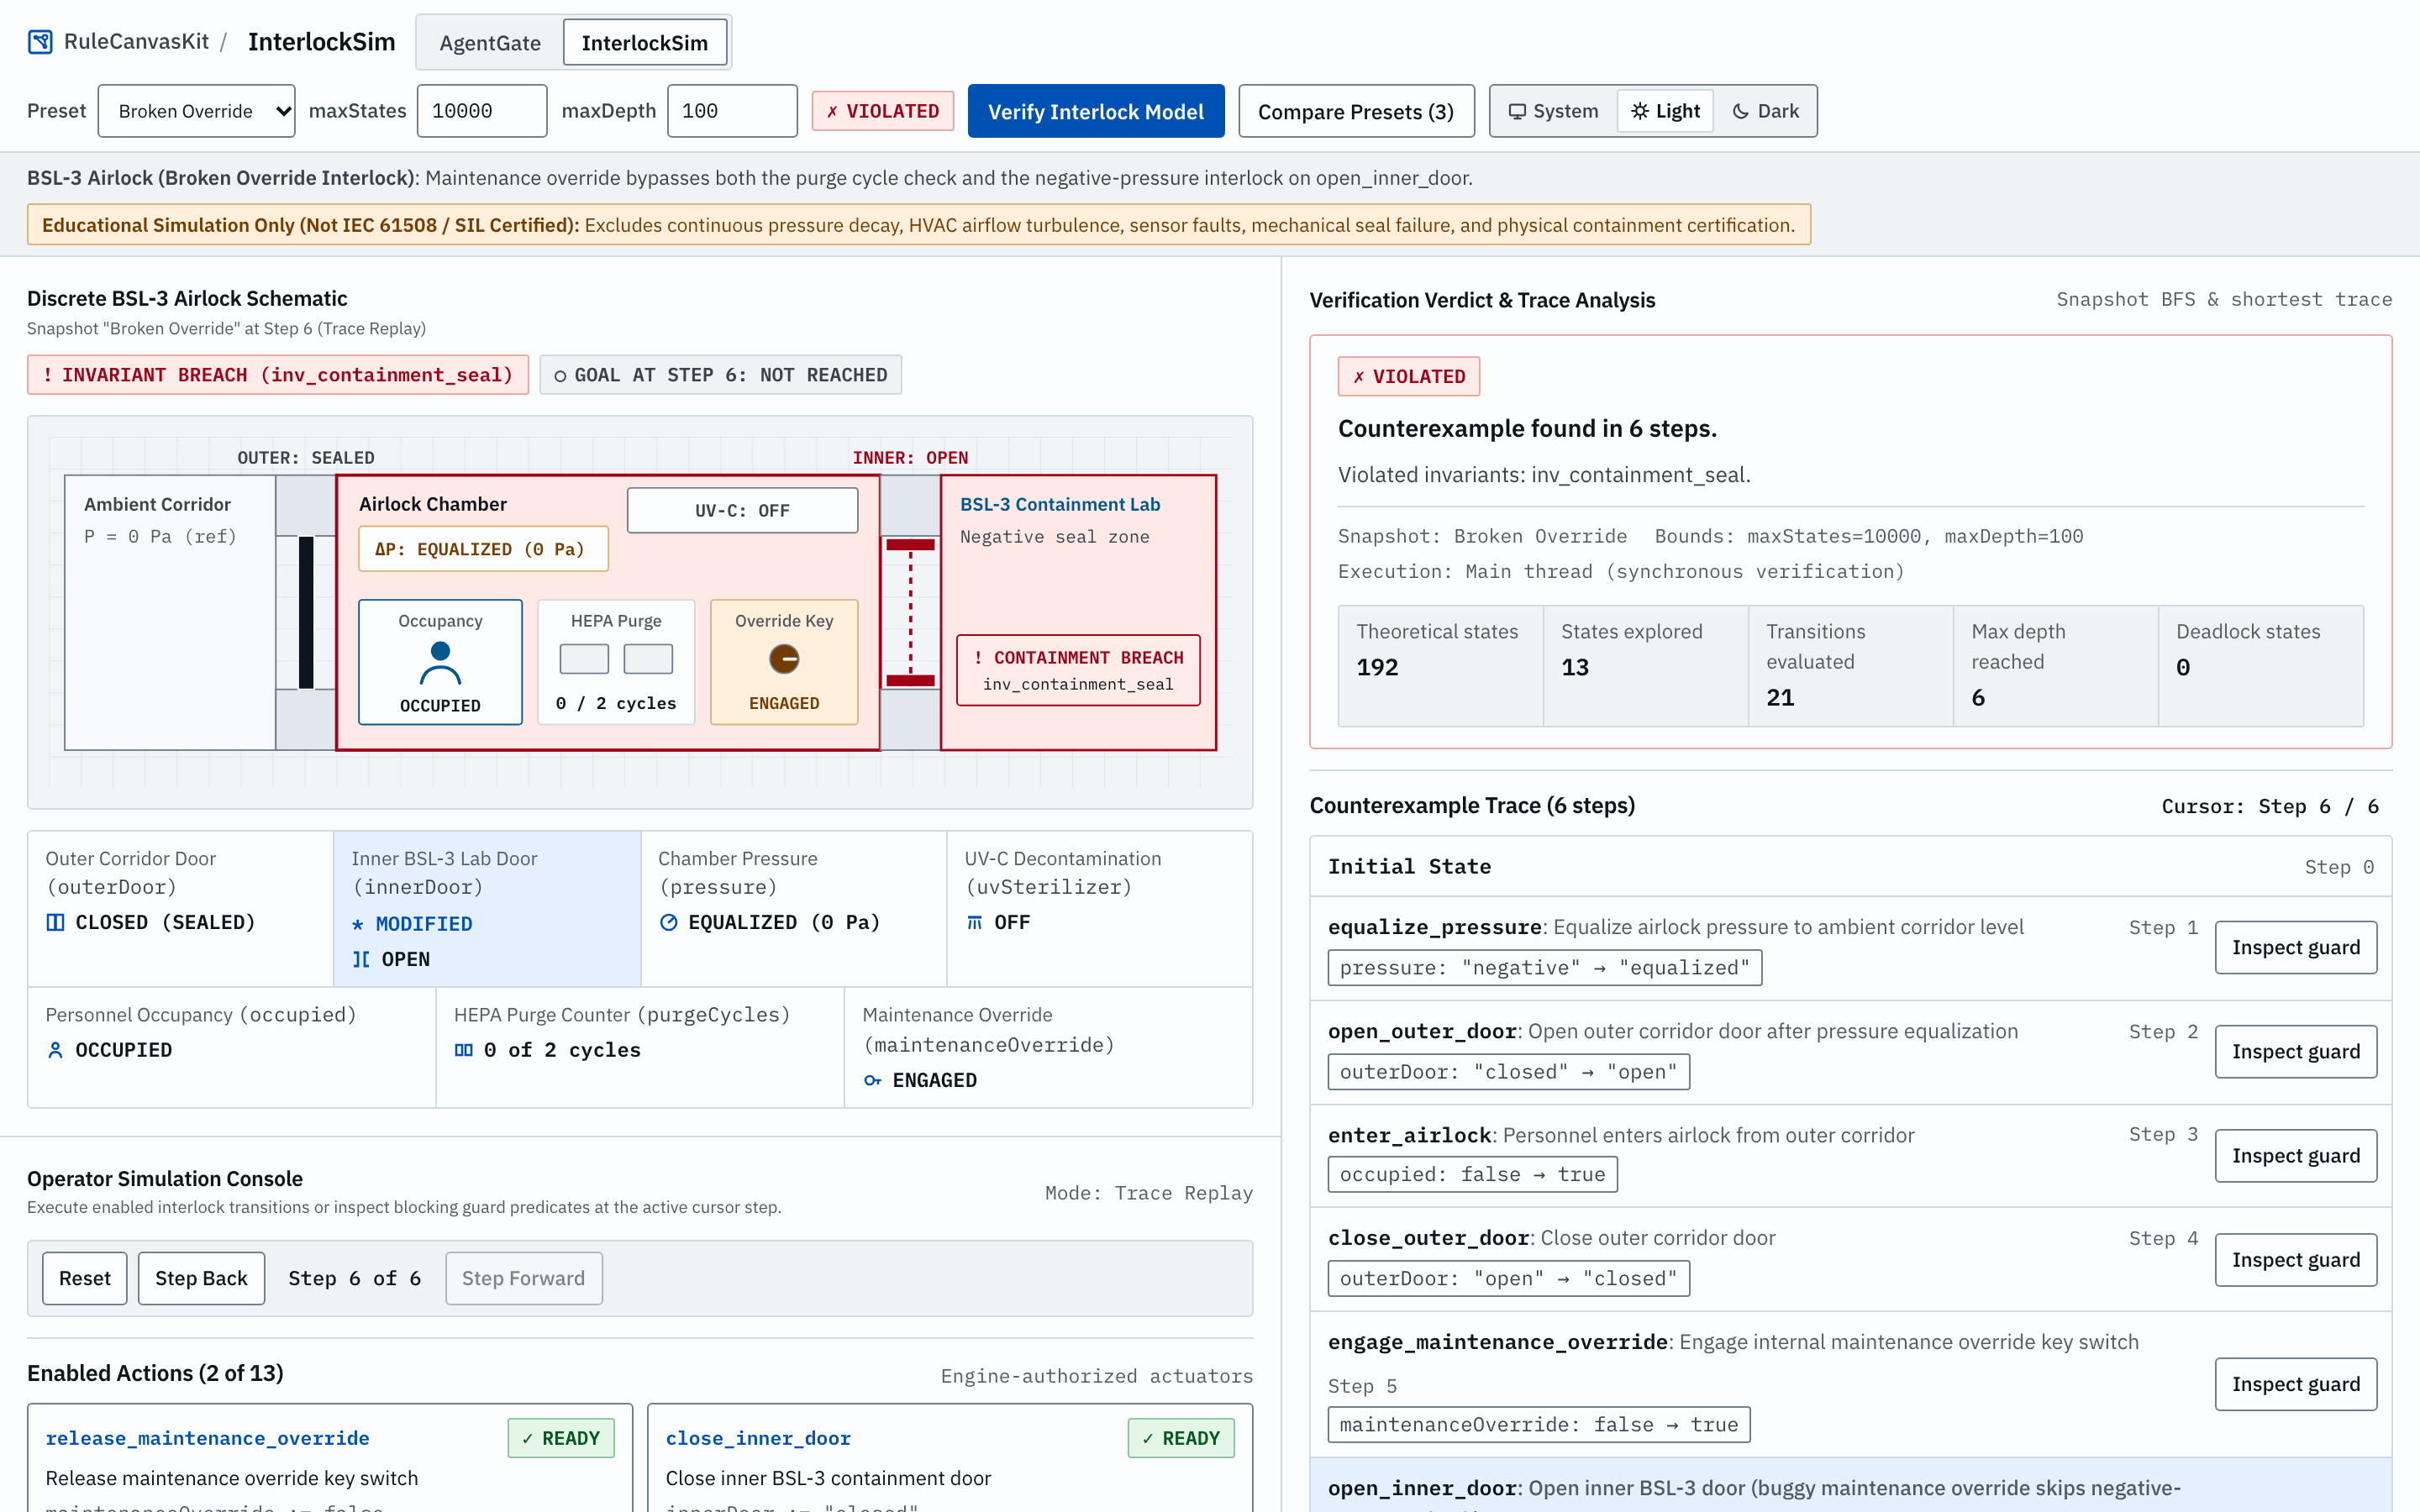 RuleCanvasKit / InterlockSim AgentGate InterlockSim
Preset Broken Override maxStates 10000 maxDepth 100 ✗ VIOLATED Verify Interlock Model Compare Presets (3) System Light Dark
BSL-3 Airlock (Broken Override Interlock): Maintenance override bypasses both the purge cycle check and the negative-pressure interlock on open_inner_door.
Educational Simulation Only (Not IEC 61508 / SIL Certified): Excludes continuous pressure decay, HVAC airflow turbulence, sensor faults, mechanical seal failure, and physical containment certification.
Discrete BSL-3 Airlock Schematic
Snapshot "Broken Override" at Step 6 (Trace Replay)
! INVARIANT BREACH (inv_containment_seal) ○ GOAL AT STEP 6: NOT REACHED
OUTER: SEALED INNER: OPEN
Ambient Corridor
P = 0 Pa (ref)
Airlock Chamber
UV-C: OFF
ΔP: EQUALIZED (0 Pa)
Occupancy
OCCUPIED
HEPA Purge
0 / 2 cycles
Override Key
ENGAGED
BSL-3 Containment Lab
Negative seal zone
! CONTAINMENT BREACH
inv_containment_seal
Outer Corridor Door
(outerDoor)
CLOSED (SEALED)
Inner BSL-3 Lab Door
(innerDoor)
* MODIFIED
OPEN
Chamber Pressure
(pressure)
EQUALIZED (0 Pa)
UV-C Decontamination
(uvSterilizer)
OFF
Personnel Occupancy (occupied)
OCCUPIED
HEPA Purge Counter (purgeCycles)
0 of 2 cycles
Maintenance Override
(maintenanceOverride)
ENGAGED
Operator Simulation Console
Execute enabled interlock transitions or inspect blocking guard predicates at the active cursor step.
Mode: Trace Replay
Reset Step Back Step 6 of 6 Step Forward
Enabled Actions (2 of 13) Engine-authorized actuators
release_maintenance_override ✓ READY
Release maintenance override key switch
maintenanceOverride := false
close_inner_door ✓ READY
Close inner BSL-3 containment door
innerDoor := "closed"
Verification Verdict & Trace Analysis Snapshot BFS & shortest trace
✗ VIOLATED
Counterexample found in 6 steps.
Violated invariants: inv_containment_seal.
Snapshot: Broken Override Bounds: maxStates=10000, maxDepth=100
Execution: Main thread (synchronous verification)
Theoretical states
192
States explored
13
Transitions
evaluated
21
Max depth
reached
6
Deadlock states
0
Counterexample Trace (6 steps) Cursor: Step 6 / 6
Initial State Step 0
equalize_pressure: Equalize airlock pressure to ambient corridor level Step 1 Inspect guard
pressure: "negative" → "equalized"
open_outer_door: Open outer corridor door after pressure equalization Step 2 Inspect guard
outerDoor: "closed" → "open"
enter_airlock: Personnel enters airlock from outer corridor Step 3 Inspect guard
occupied: false → true
close_outer_door: Close outer corridor door Step 4 Inspect guard
outerDoor: "open" → "closed"
engage_maintenance_override: Engage internal maintenance override key switch
Step 5 Inspect guard
maintenanceOverride: false → true
open_inner_door: Open inner BSL-3 door (buggy maintenance override skips negative-